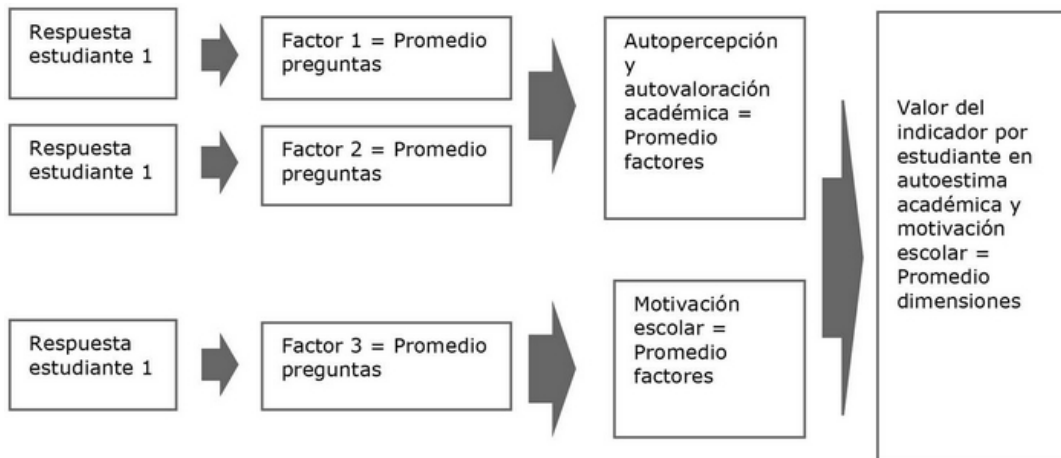 Respuesta
estudiante 1
Factor 1 = Promedio
preguntas
Respuesta
estudiante 1
Factor 2 = Promedio
preguntas
Autopercepción
y
autovaloración
académica =
Promedio
factores
Respuesta
estudiante 1
Factor 3 = Promedio
preguntas
Motivación
escolar =
Promedio
factores
Valor del
indicador por
estudiante en
autoestima
académica y
motivación
escolar =
Promedio
dimensiones